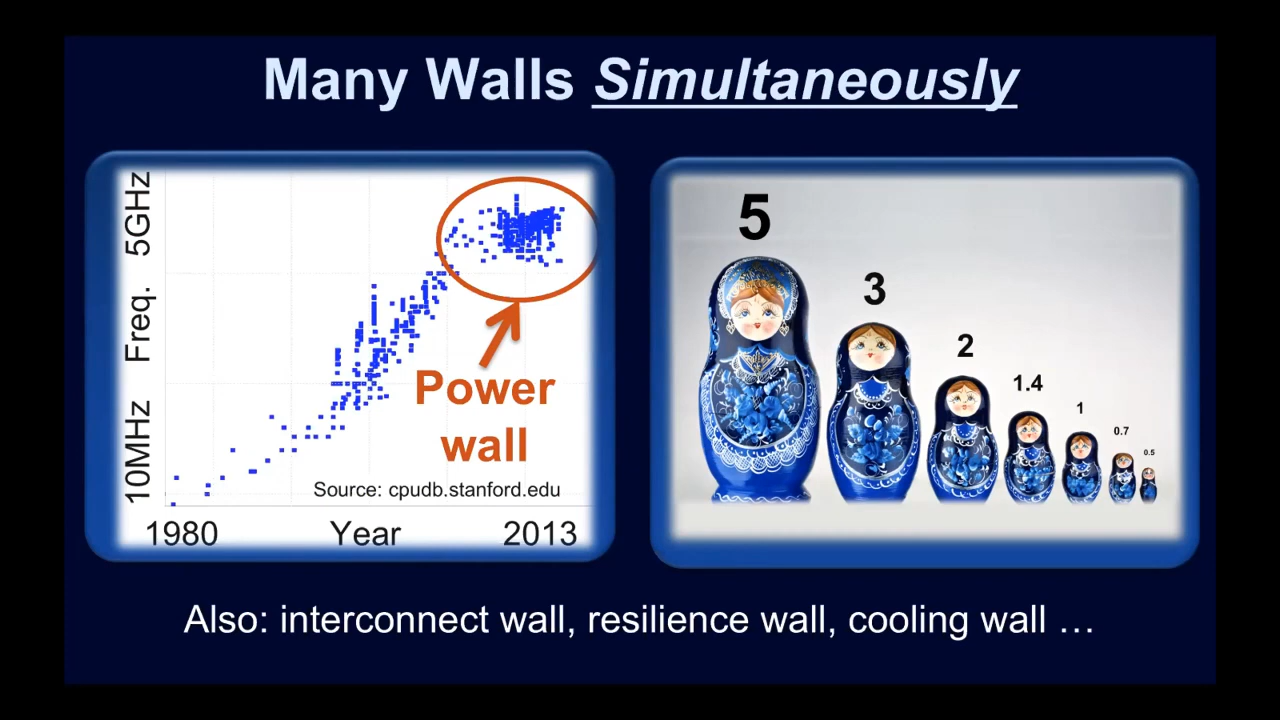 Many Walls Simultaneously
5GHz
Freq.
10MHz
Power
wall
Source: cpudb.stanford.edu
1980 Year 2013
5
3
2
1.4
1
0.7
0.5
Also: interconnect wall, resilience wall, cooling wall …